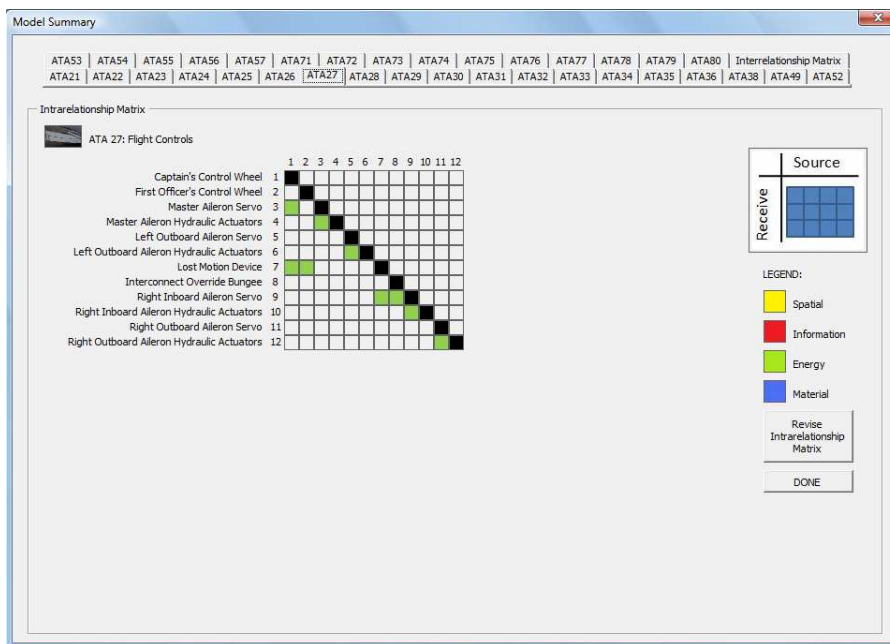 Model Summary
ATA53 ATA54 ATA55 ATA56 ATA57 ATA71 ATA72 ATA73 ATA74 ATA75 ATA76 ATA77 ATA78 ATA79 ATA80 Interrelationship Matrix
ATA21 ATA22 ATA23 ATA24 ATA25 ATA26 ATA27 ATA28 ATA29 ATA30 ATA31 ATA32 ATA33 ATA34 ATA35 ATA36 ATA38 ATA49 ATA52
Intrarelationship Matrix
ATA 27: Flight Controls
1 2 3 4 5 6 7 8 9 10 11 12
Captain's Control Wheel 1
First Officer's Control Wheel 2
Master Aileron Servo 3
Master Aileron Hydraulic Actuators 4
Left Outboard Aileron Servo 5
Left Outboard Aileron Hydraulic Actuators 6
Lost Motion Device 7
Interconnect Override Bungee 8
Right Inboard Aileron Servo 9
Right Inboard Aileron Hydraulic Actuators 10
Right Outboard Aileron Servo 11
Right Outboard Aileron Hydraulic Actuators 12
Source
Receive
LEGEND:
Spatial
Information
Energy
Material
Revise
Intrarelationship
Matrix
DONE